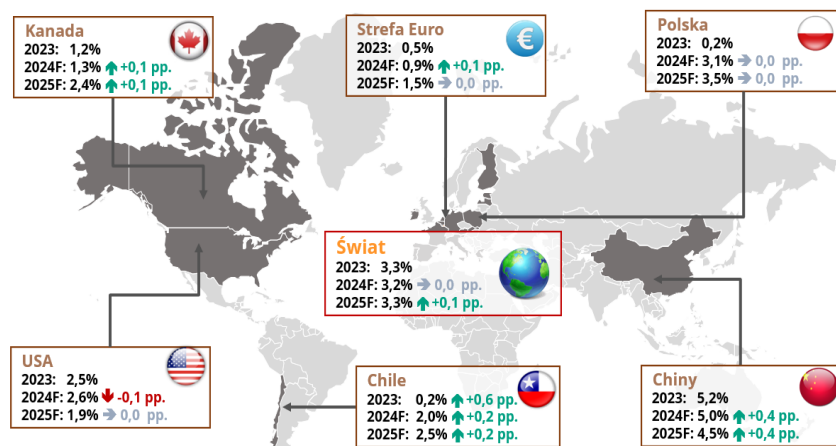 Kanada
2023: 1,2%
2024F: 1,3% +0,1 pp.
2025F: 2,4% +0,1 pp.
Strefa Euro
€
2023: 0,5%
2024F: 0,9% +0,1 pp.
2025F: 1,5% 0,0 pp.
Polska
2023: 0,2%
2024F: 3,1% 0,0 pp.
2025F: 3,5% 0,0 pp.
Świat
2023: 3,3%
2024F: 3,2% 0,0 pp.
2025F: 3,3% +0,1 pp.
USA
2023: 2,5%
2024F: 2,6% -0,1 pp.
2025F: 1,9% 0,0 pp.
Chile
2023: 0,2% +0,6 pp.
2024F: 2,0% +0,2 pp.
2025F: 2,5% +0,2 pp.
Chiny
2023: 5,2%
2024F: 5,0% +0,4 pp.
2025F: 4,5% +0,4 pp.